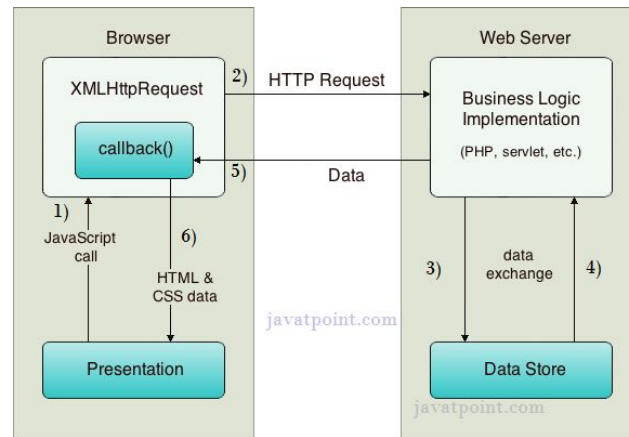 Browser
Web Server
XMLHttpRequest
2)
HTTP Request
Business Logic
Implementation
(PHP, servlet, etc.)
callback()
5)
Data
1)
JavaScript
call
6)
HTML &
CSS data
3)
data
exchange
4)
javatpoint.com
Presentation
Data Store
javatpoint.com